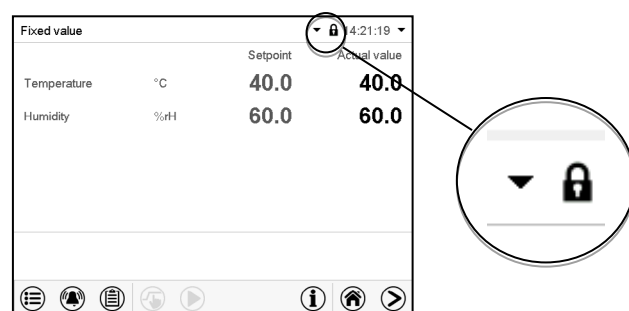 Fixed value 14:21:19
Setpoint Actual value
Temperature °C 40.0 40.0
Humidity %rH 60.0 60.0